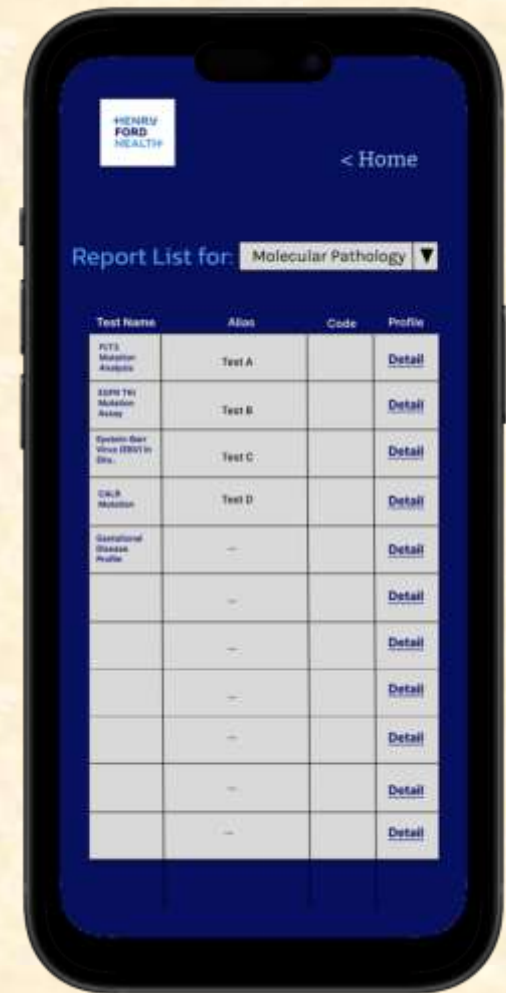 HENRY
FORD
HEALTH
< Home
Report List for: Molecular Pathology
Test Name Alias Code Profile
FLT3
Mutation
Analysis
Test A
Detail
Mutation
Assay
Test B
Detail
Epstein Barr
Virus (EBV) In
Test C
Detail
CALR
Mutation
Test D
Detail
Gestational
Disease
Profile
...
Detail
...
Detail
...
Detail
...
Detail
...
Detail
...
Detail
...
Detail